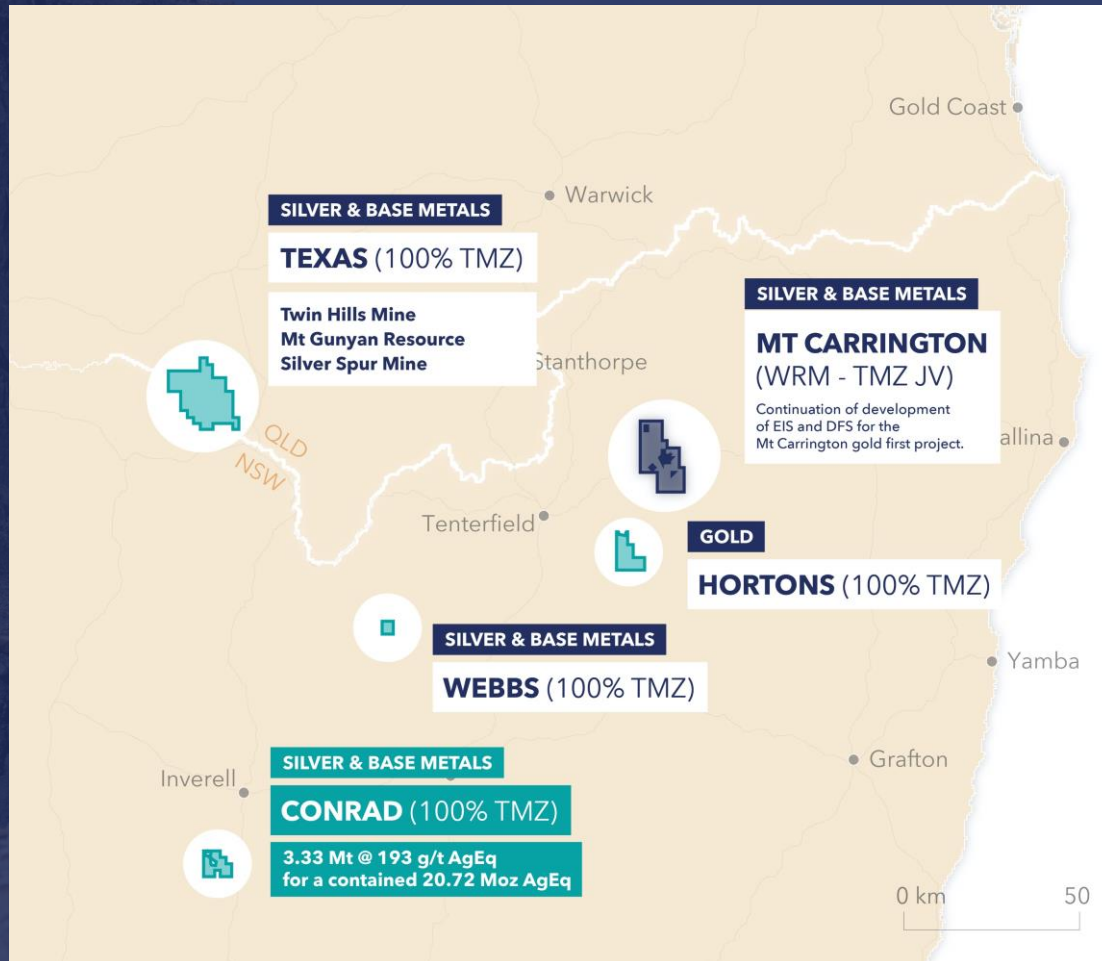 Gold Coast
Warwick
SILVER & BASE METALS
TEXAS (100% TMZ)
Twin Hills Mine
Mt Gunyan Resource
Silver Spur Mine
Stanthorpe
SILVER & BASE METALS
MT CARRINGTON
(WRM - TMZ JV)
Continuation of development
of EIS and DFS for the
Mt Carrington gold first project.
allina
QLD
NSW
Tenterfield
GOLD
HORTONS (100% TMZ)
SILVER & BASE METALS
WEBBS (100% TMZ)
Yamba
Grafton
Inverell
SILVER & BASE METALS
CONRAD (100% TMZ)
3.33 Mt @ 193 g/t AgEq
for a contained 20.72 Moz AgEq
0 km 50